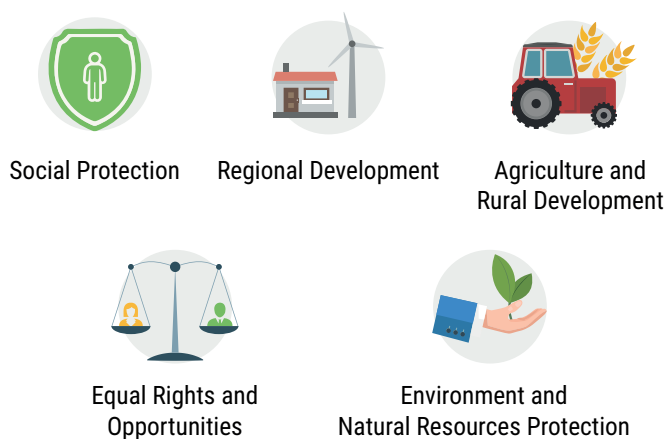 Social Protection
Regional Development
Agriculture and
Rural Development
Equal Rights and
Opportunities
Environment and
Natural Resources Protection